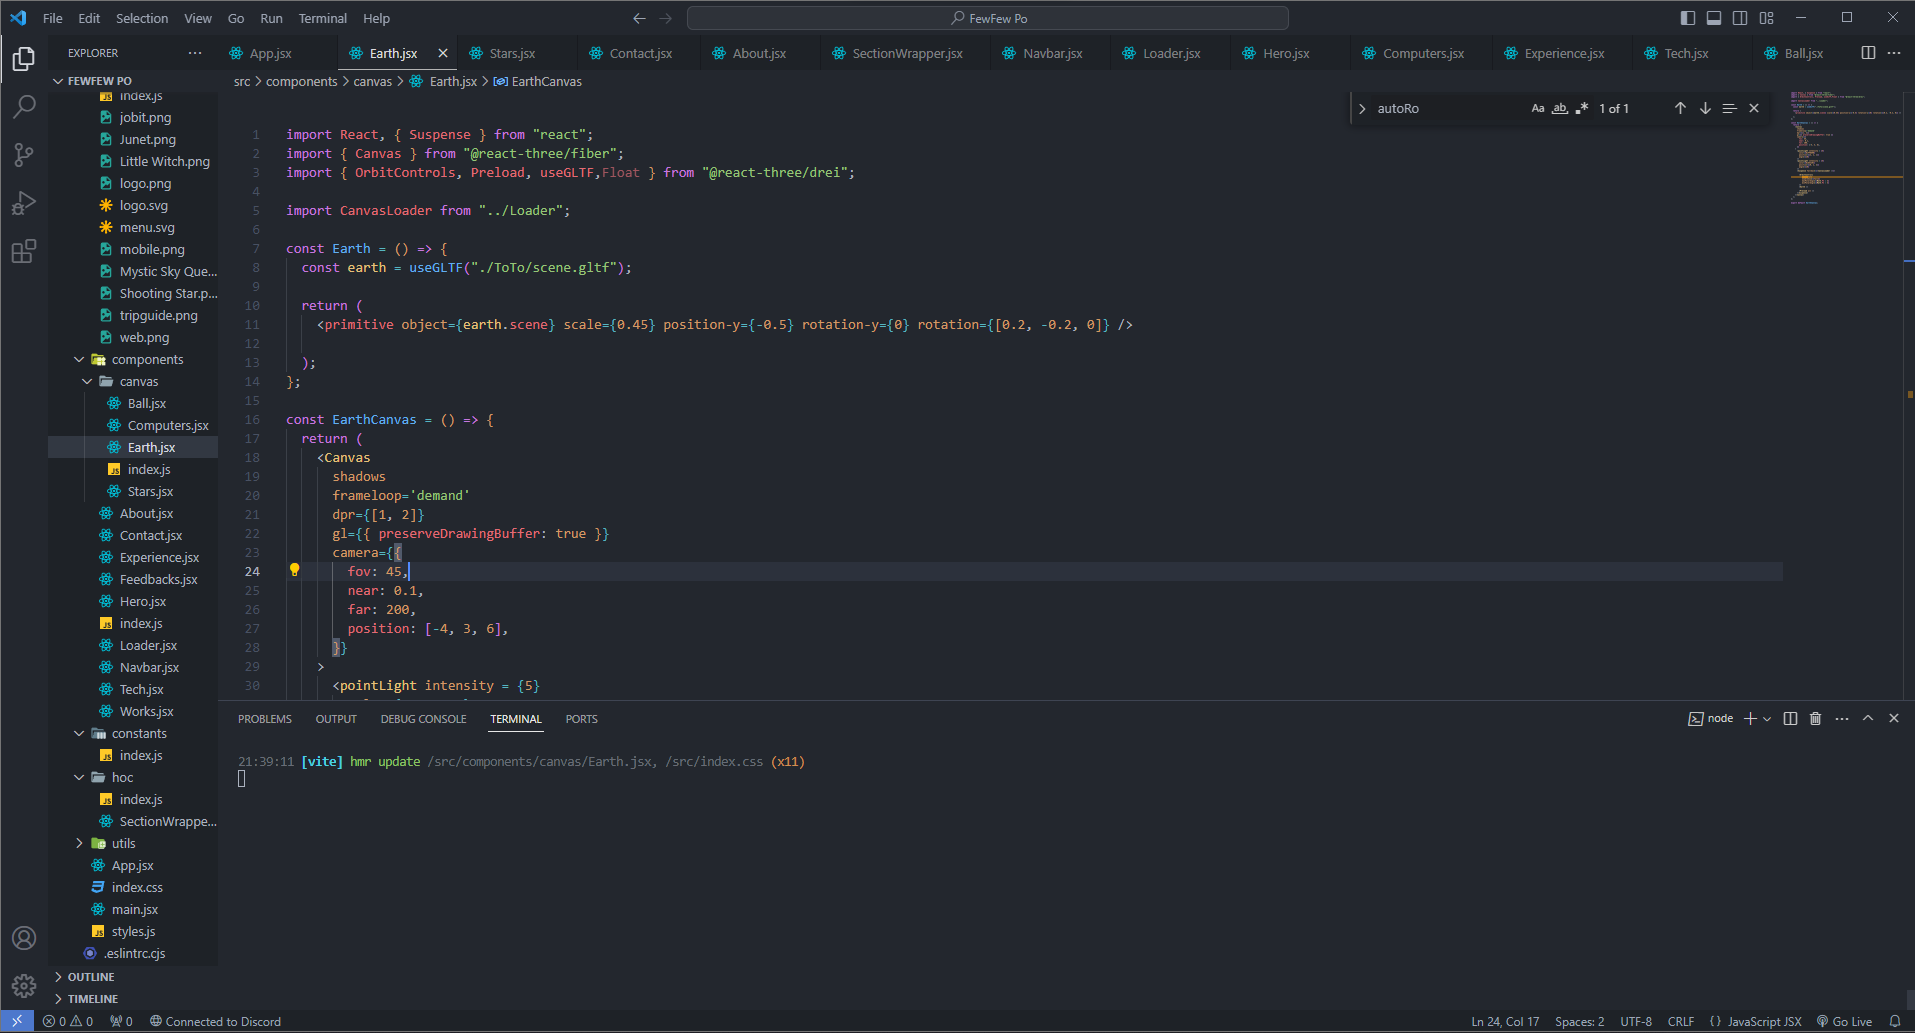 File Edit Selection View Go Run Terminal Help
FewFew Po
EXPLORER
App.jsx Earth.jsx Stars.jsx Contact.jsx About.jsx SectionWrapper.jsx Navbar.jsx Loader.jsx Hero.jsx Computers.jsx Experience.jsx Tech.jsx Ball.jsx
FEWFEW PO
src > components > canvas > Earth.jsx > EarthCanvas
index.js
jobit.png
Junet.png
Little Witch.png
logo.png
logo.svg
menu.svg
mobile.png
Mystic Sky Que...
Shooting Star.p...
tripguide.png
web.png
components
canvas
Ball.jsx
Computers.jsx
Earth.jsx
index.js
Stars.jsx
About.jsx
Contact.jsx
Experience.jsx
Feedbacks.jsx
Hero.jsx
index.js
Loader.jsx
Navbar.jsx
Tech.jsx
Works.jsx
constants
index.js
hoc
index.js
SectionWrappe...
utils
App.jsx
index.css
main.jsx
styles.js
.eslintrc.cjs
OUTLINE
TIMELINE
autoRo Aa ab 1 of 1
1 import React, { Suspense } from "react";
2 import { Canvas } from "@react-three/fiber";
3 import { OrbitControls, Preload, useGLTF,Float } from "@react-three/drei";
4
5 import CanvasLoader from "../Loader";
6
7 const Earth = () => {
8 const earth = useGLTF("./ToTo/scene.gltf");
9
10 return (
11 <primitive object={earth.scene} scale={0.45} position-y={-0.5} rotation-y={0} rotation={[0.2, -0.2, 0]} />
12
13 );
14 };
15
16 const EarthCanvas = () => {
17 return (
18 <Canvas
19 shadows
20 frameloop='demand'
21 dpr={[1, 2]}
22 gl={{ preserveDrawingBuffer: true }}
23 camera={{
24 fov: 45,
25 near: 0.1,
26 far: 200,
27 position: [-4, 3, 6],
28 }}
29 >
30 <pointLight intensity = {5}
PROBLEMS OUTPUT DEBUG CONSOLE TERMINAL PORTS
node
21:39:11 [vite] hmr update /src/components/canvas/Earth.jsx, /src/index.css (x11)
0 0 0 Connected to Discord
Ln 24, Col 17 Spaces: 2 UTF-8 CRLF {} JavaScript JSX Go Live